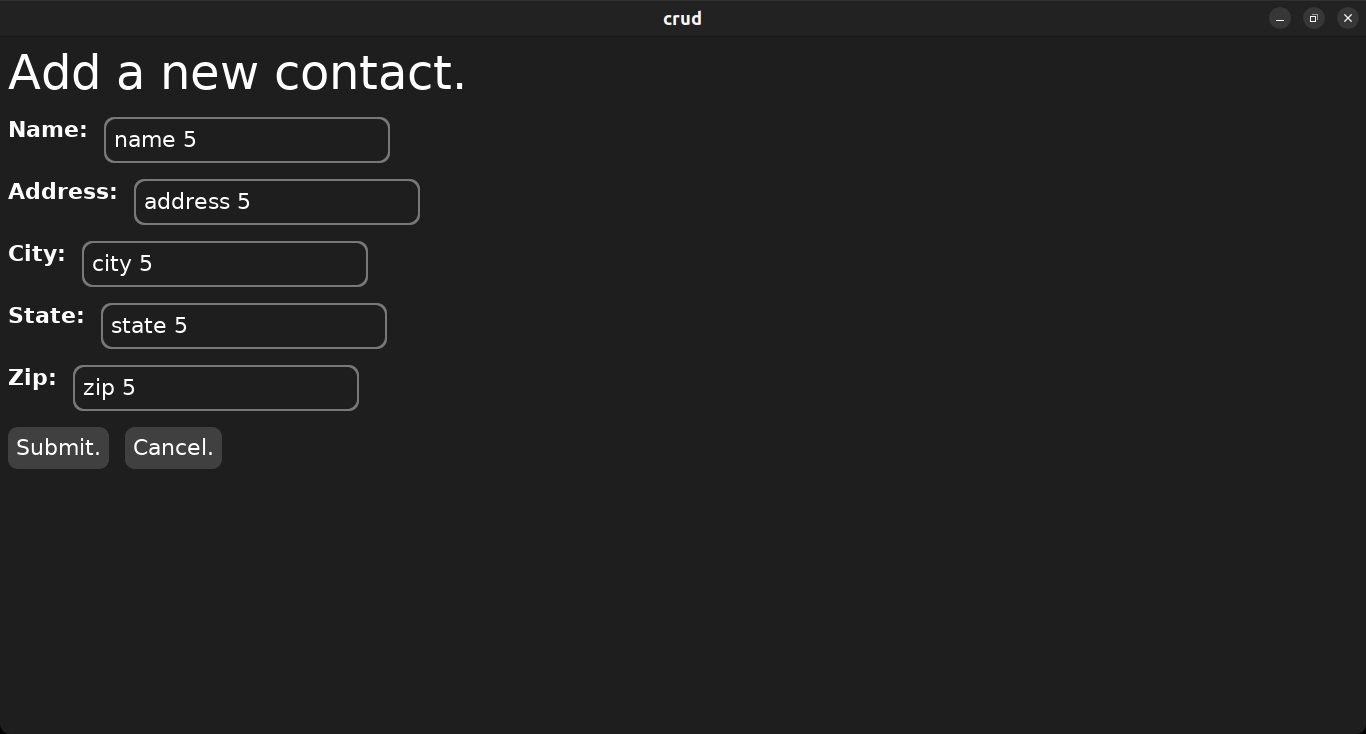 crud
Add a new contact.
Name: name 5
Address: address 5
City: city 5
State: state 5
Zip: zip 5
Submit. Cancel.